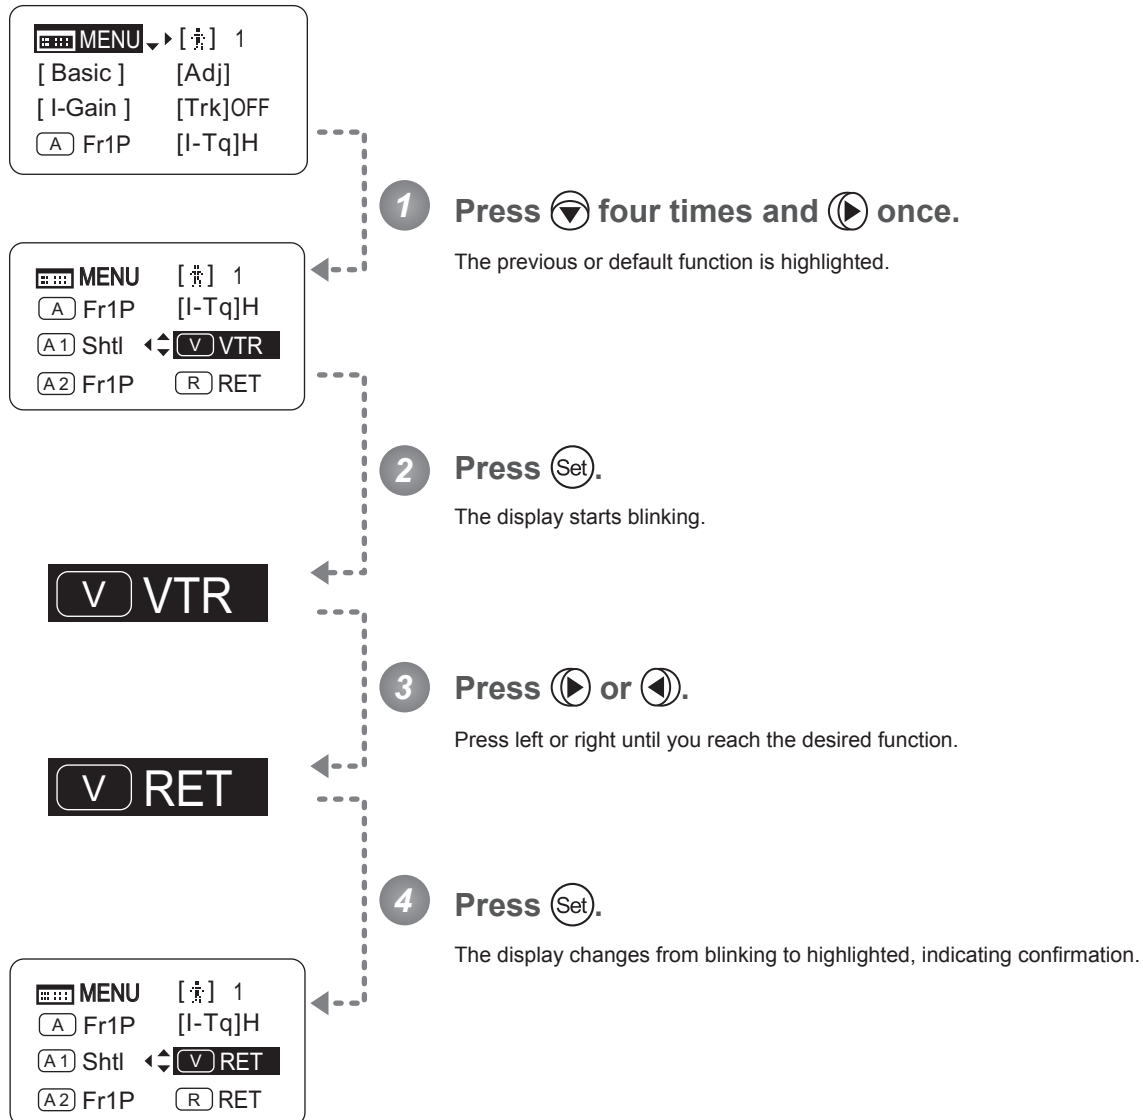 MENU [ ] 1
[ Basic ] [Adj]
[ I-Gain ] [Trk]OFF
A Fr1P [I-Tq]H
1 Press four times and once.
The previous or default function is highlighted.
MENU [ ] 1
A Fr1P [I-Tq]H
A1 Shtl V VTR
A2 Fr1P R RET
2 Press Set.
The display starts blinking.
V VTR
3 Press or .
Press left or right until you reach the desired function.
V RET
4 Press Set.
The display changes from blinking to highlighted, indicating confirmation.
MENU [ ] 1
A Fr1P [I-Tq]H
A1 Shtl V RET
A2 Fr1P R RET